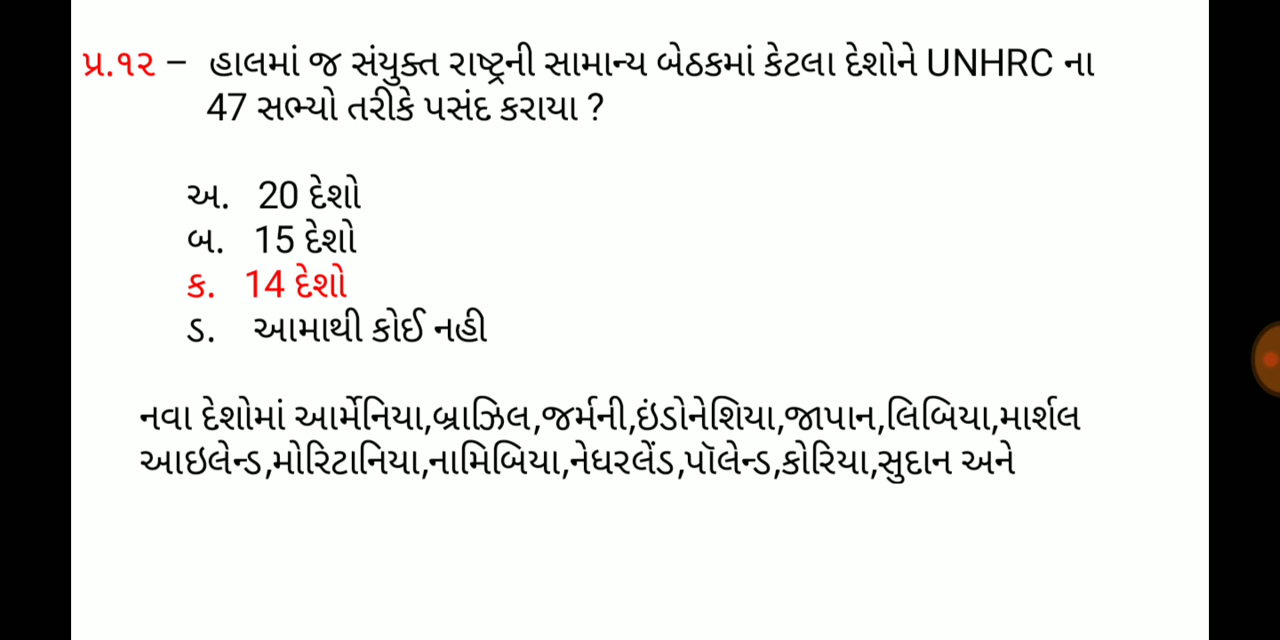 પ્ર.૧૨ – હાલમાં જ સંયુક્ત રાષ્ટ્રની સામાન્ય બેઠકમાં કેટલા દેશોને UNHRC ના
47 સભ્યો તરીકે પસંદ કરાયા ?
અ. 20 દેશો
બ. 15 દેશો
ક. 14 દેશો
ડ. આમાથી કોઈ નહી
નવા દેશોમાં આર્મેનિયા,બ્રાઝિલ,જર્મની,ઇંડોનેશિયા,જાપાન,લિબિયા,માર્શલ
આઇલેન્ડ,મોરિટાનિયા,નામિબિયા,નેધરલેંડ,પૉલેન્ડ,કોરિયા,સુદાન અને